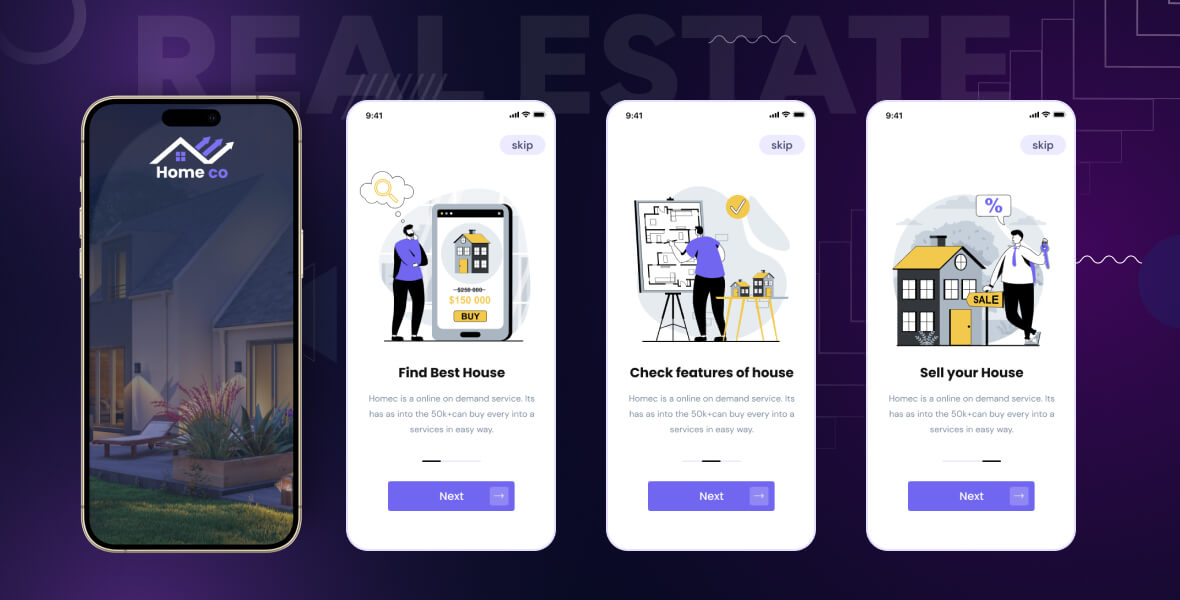 REAL ESTATE
Home co
9:41
skip
$250 000
$150 000
BUY
Find Best House
Homec is a online on demand service. Its
has as into the 50k+can buy every into a
services in easy way.
Next
9:41
skip
Check features of house
Homec is a online on demand service. Its
has as into the 50k+can buy every into a
services in easy way.
Next
9:41
skip
%
SALE
Sell your House
Homec is a online on demand service. Its
has as into the 50k+can buy every into a
services in easy way.
Next